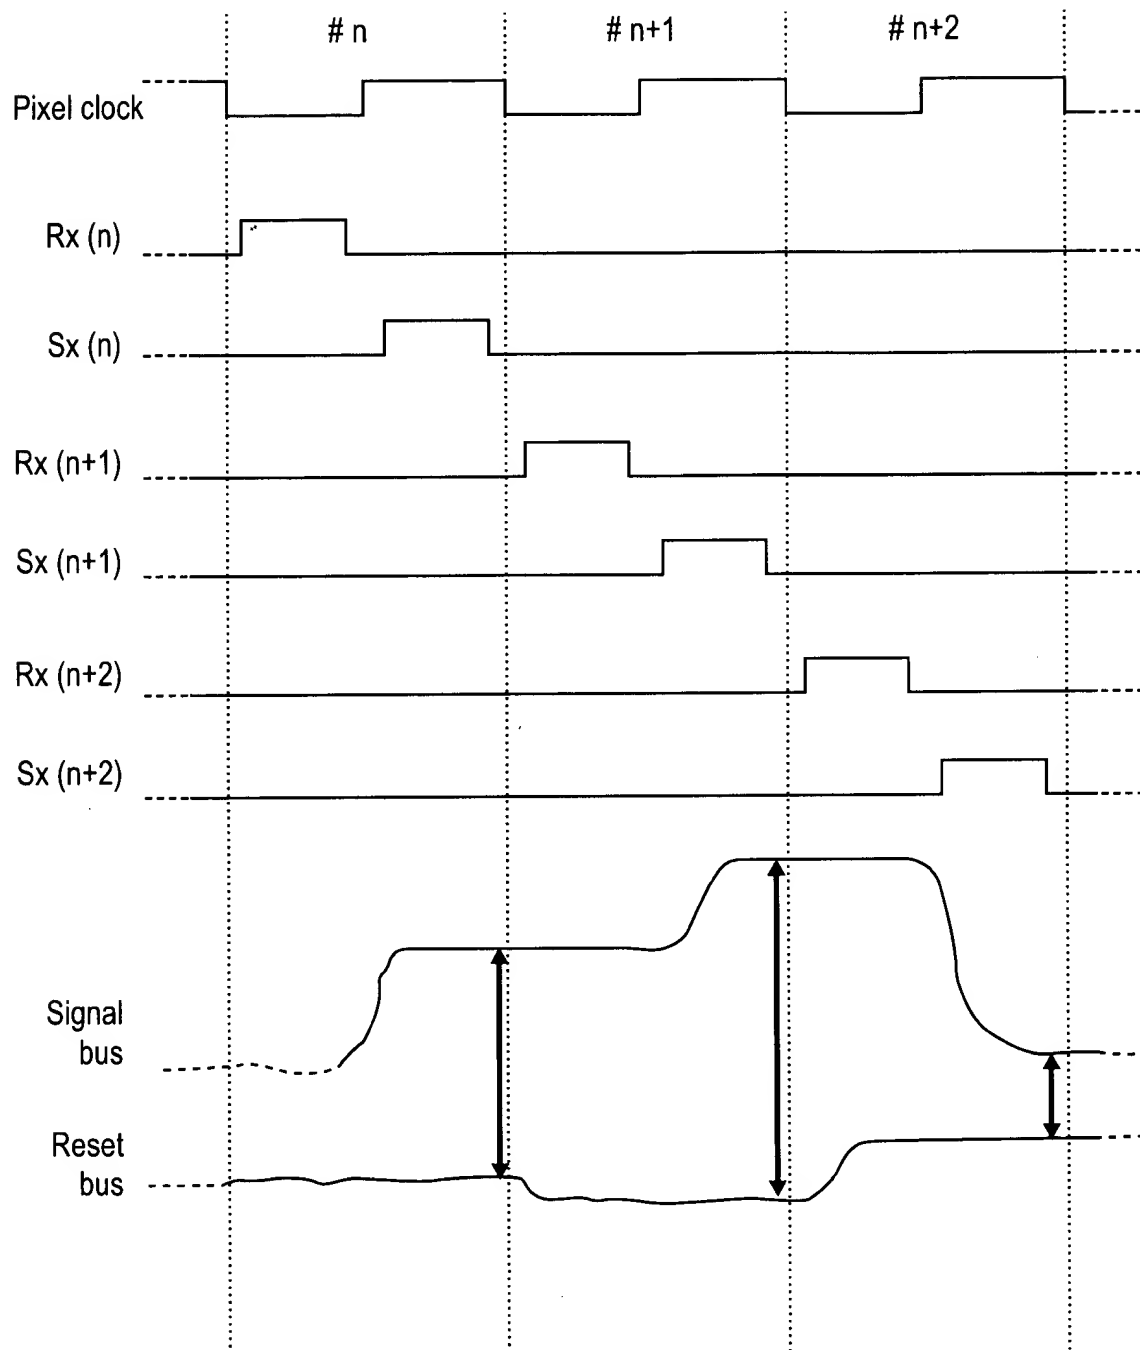 # n
# n+1
# n+2
Pixel clock
Rx (n)
Sx (n)
Rx (n+1)
Sx (n+1)
Rx (n+2)
Sx (n+2)
Signal
bus
Reset
bus